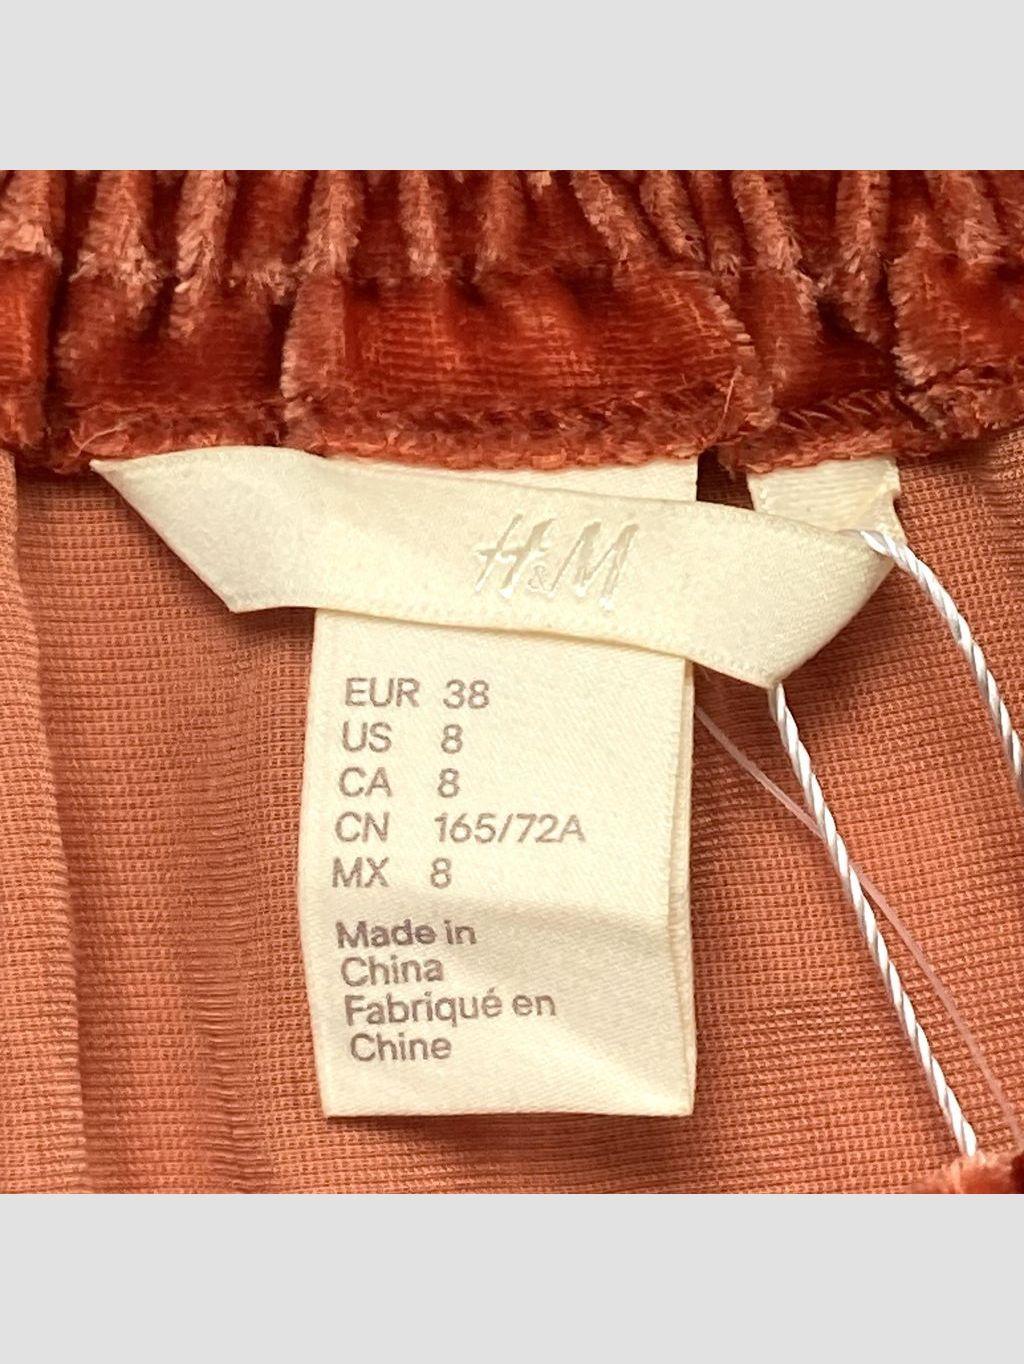 H&M
EUR 38
US 8
CA 8
CN 165/72A
MX 8
Made in
China
Fabriqué en
Chine